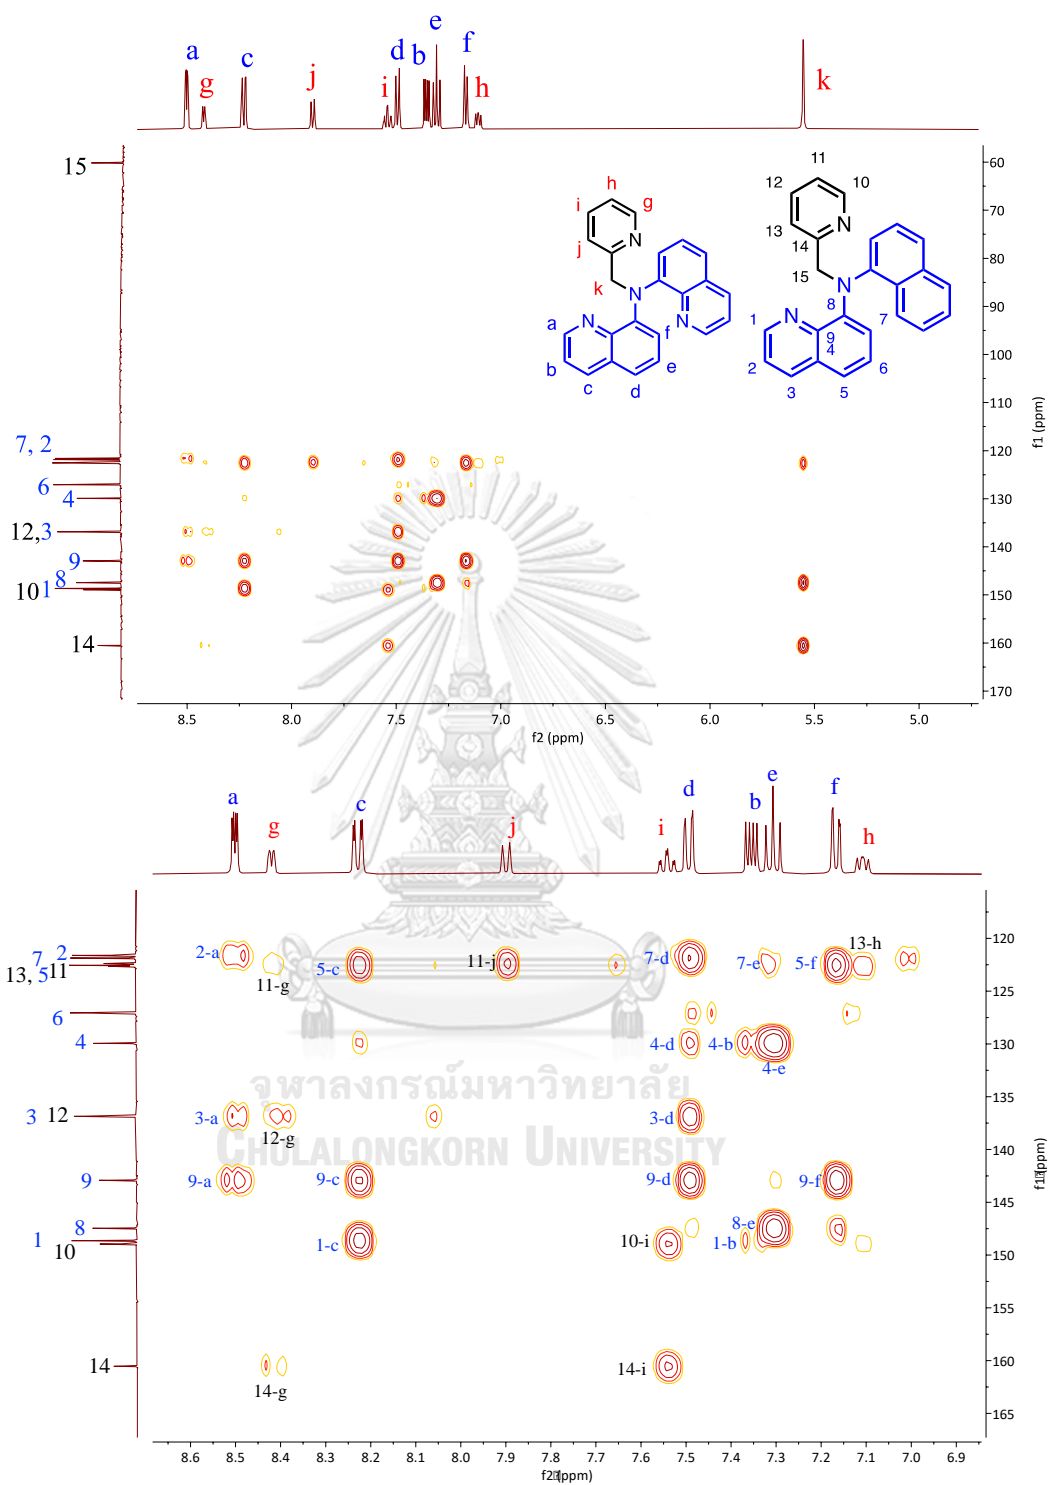 a
g
c
j
i
d
b
e
f
h
k
15
7, 2
6
4
12,3
9
8
10 1
14
60
70
80
90
100
110
120
130
140
150
160
170
f1 (ppm)
8.5 8.0 7.5 7.0 6.5 6.0 5.5 5.0
f2 (ppm)
h
i
g
j
N
k
N
a
N
f
N
b
e
c
d
11
12
10
13
N
14
15
N
8
1
N
7
9
4
2
6
3
5
a
g
c
j
i
d
b
e
f
h
7 2
13, 5 11
6
4
3 12
9
8
1
10
14
2-a
11-g
5-c
11-j
7-d
7-e
5-f
13-h
4-d
4-b
4-e
3-a
12-g
3-d
9-a
9-c
9-d
9-f
1-c
10-i
8-e
1-b
14-g
14-i
120
125
130
135
140
145
150
155
160
165
f1 (ppm)
8.6 8.5 8.4 8.3 8.2 8.1 8.0 7.9 7.8 7.7 7.6 7.5 7.4 7.3 7.2 7.1 7.0 6.9
f2 (ppm)
จุฬาลงกรณ์มหาวิทยาลัย
CHULALONGKORN UNIVERSITY